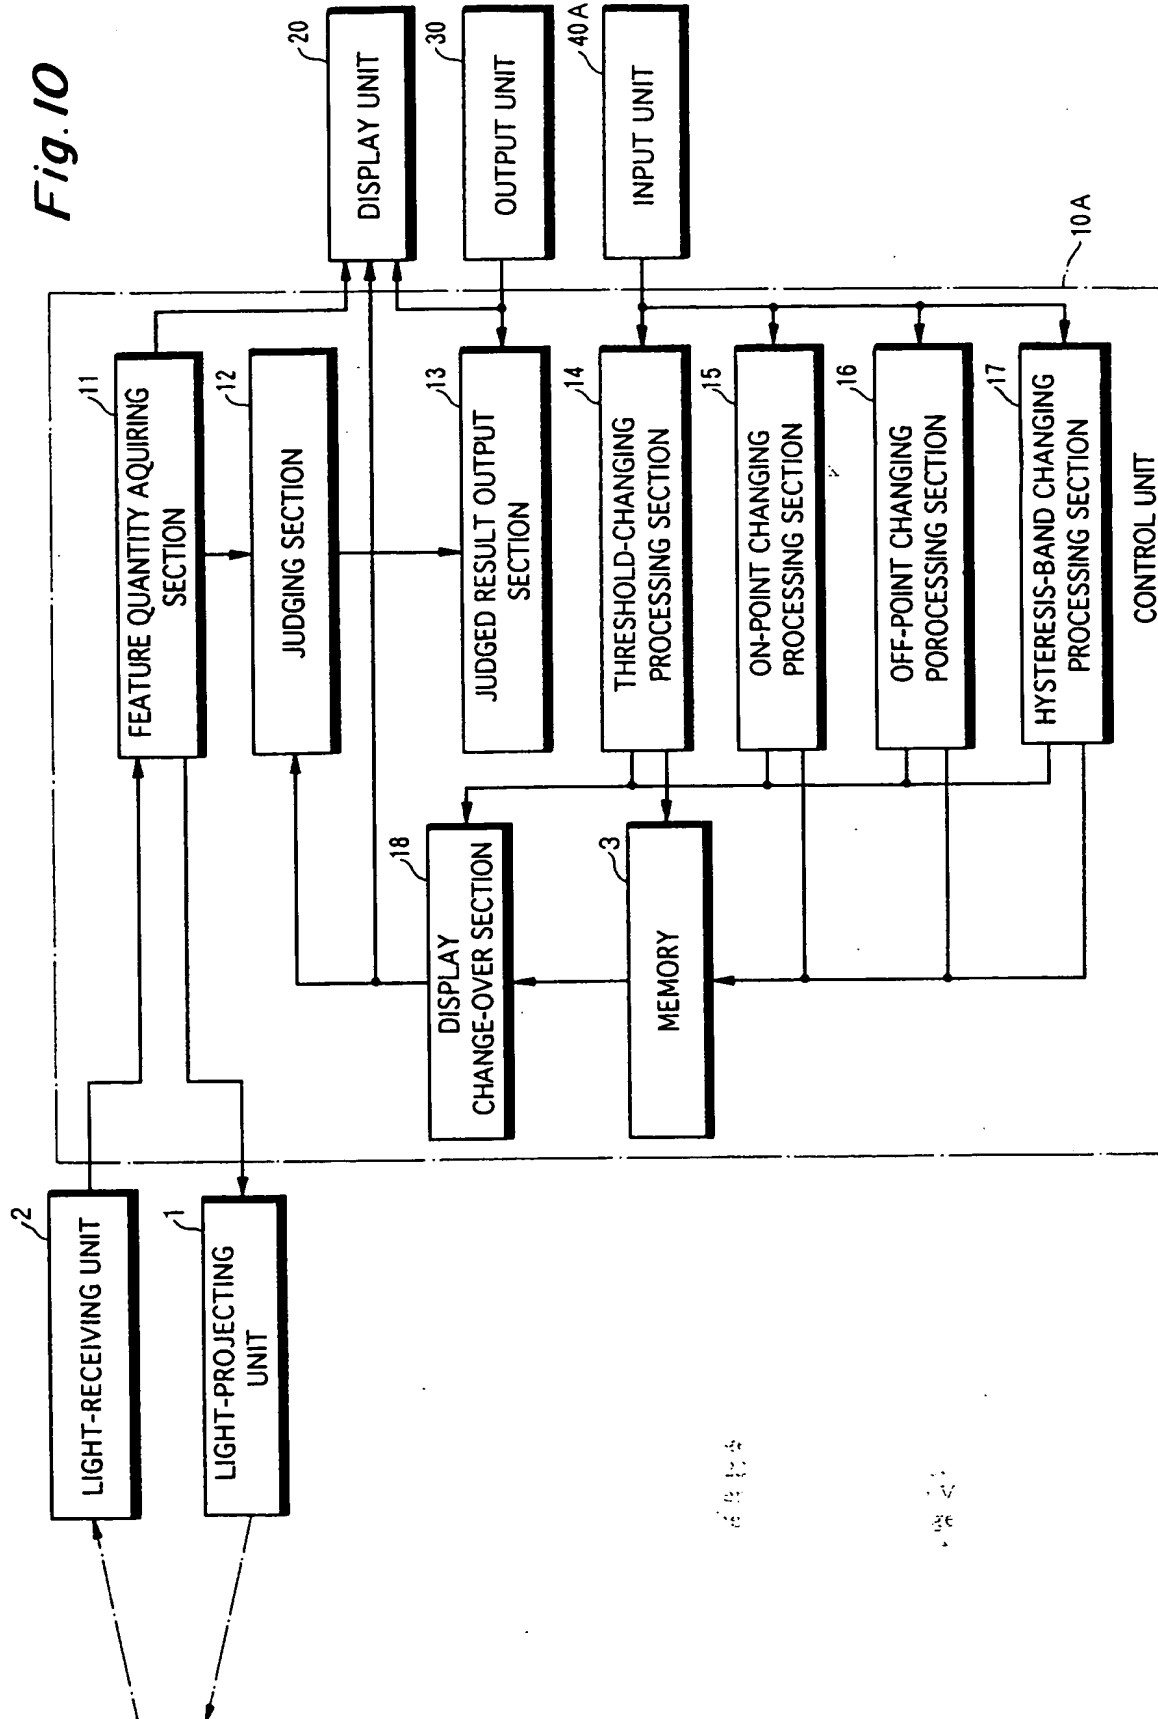 Fig.10
2
LIGHT-RECEIVING UNIT
1
LIGHT-PROJECTING
UNIT
11
FEATURE QUANTITY AQUIRING
SECTION
12
JUDGING SECTION
13
JUDGED RESULT OUTPUT
SECTION
14
THRESHOLD-CHANGING
PROCESSING SECTION
15
ON-POINT CHANGING
PROCESSING SECTION
16
OFF-POINT CHANGING
POROCESSING SECTION
17
HYSTERESIS-BAND CHANGING
PROCESSING SECTION
18
DISPLAY
CHANGE-OVER SECTION
3
MEMORY
20
DISPLAY UNIT
30
OUTPUT UNIT
40A
INPUT UNIT
10A
CONTROL UNIT